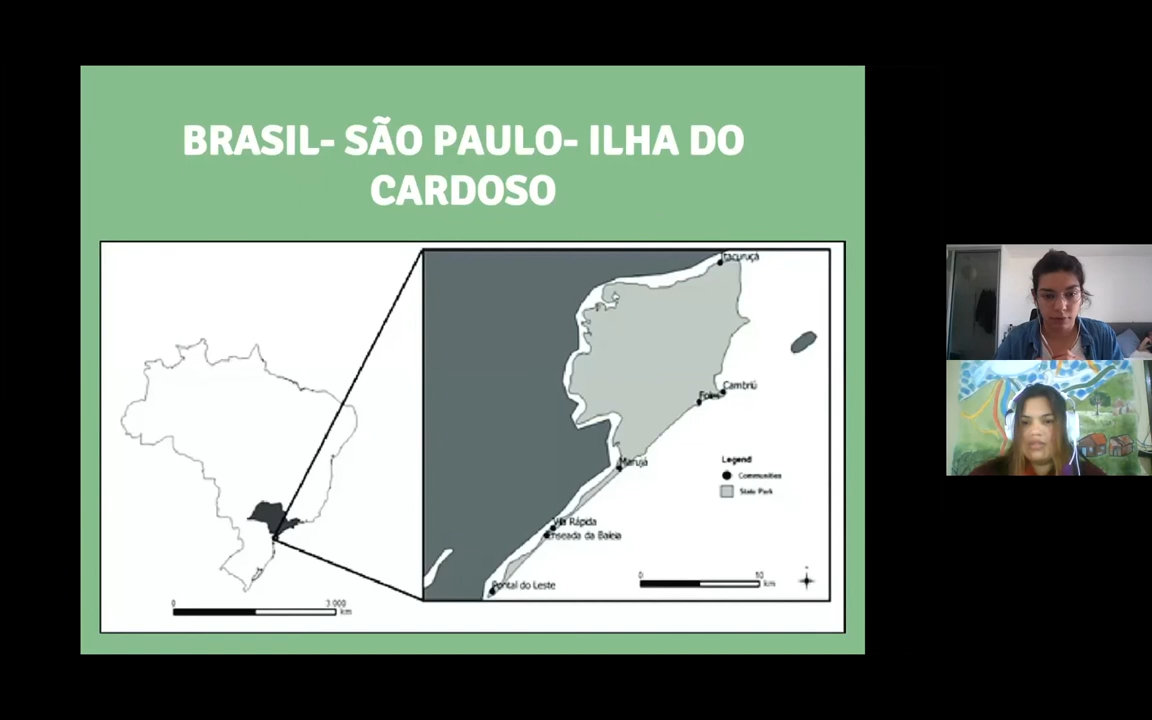 BRASIL- SÃO PAULO- ILHA DO
CARDOSO
Itacuruçá
Cambriú
Foles
Marujá
Legend
Communities
State Park
Vila Rápida
Enseada da Baleia
Pontal do Leste
0
km
0
3.000
km